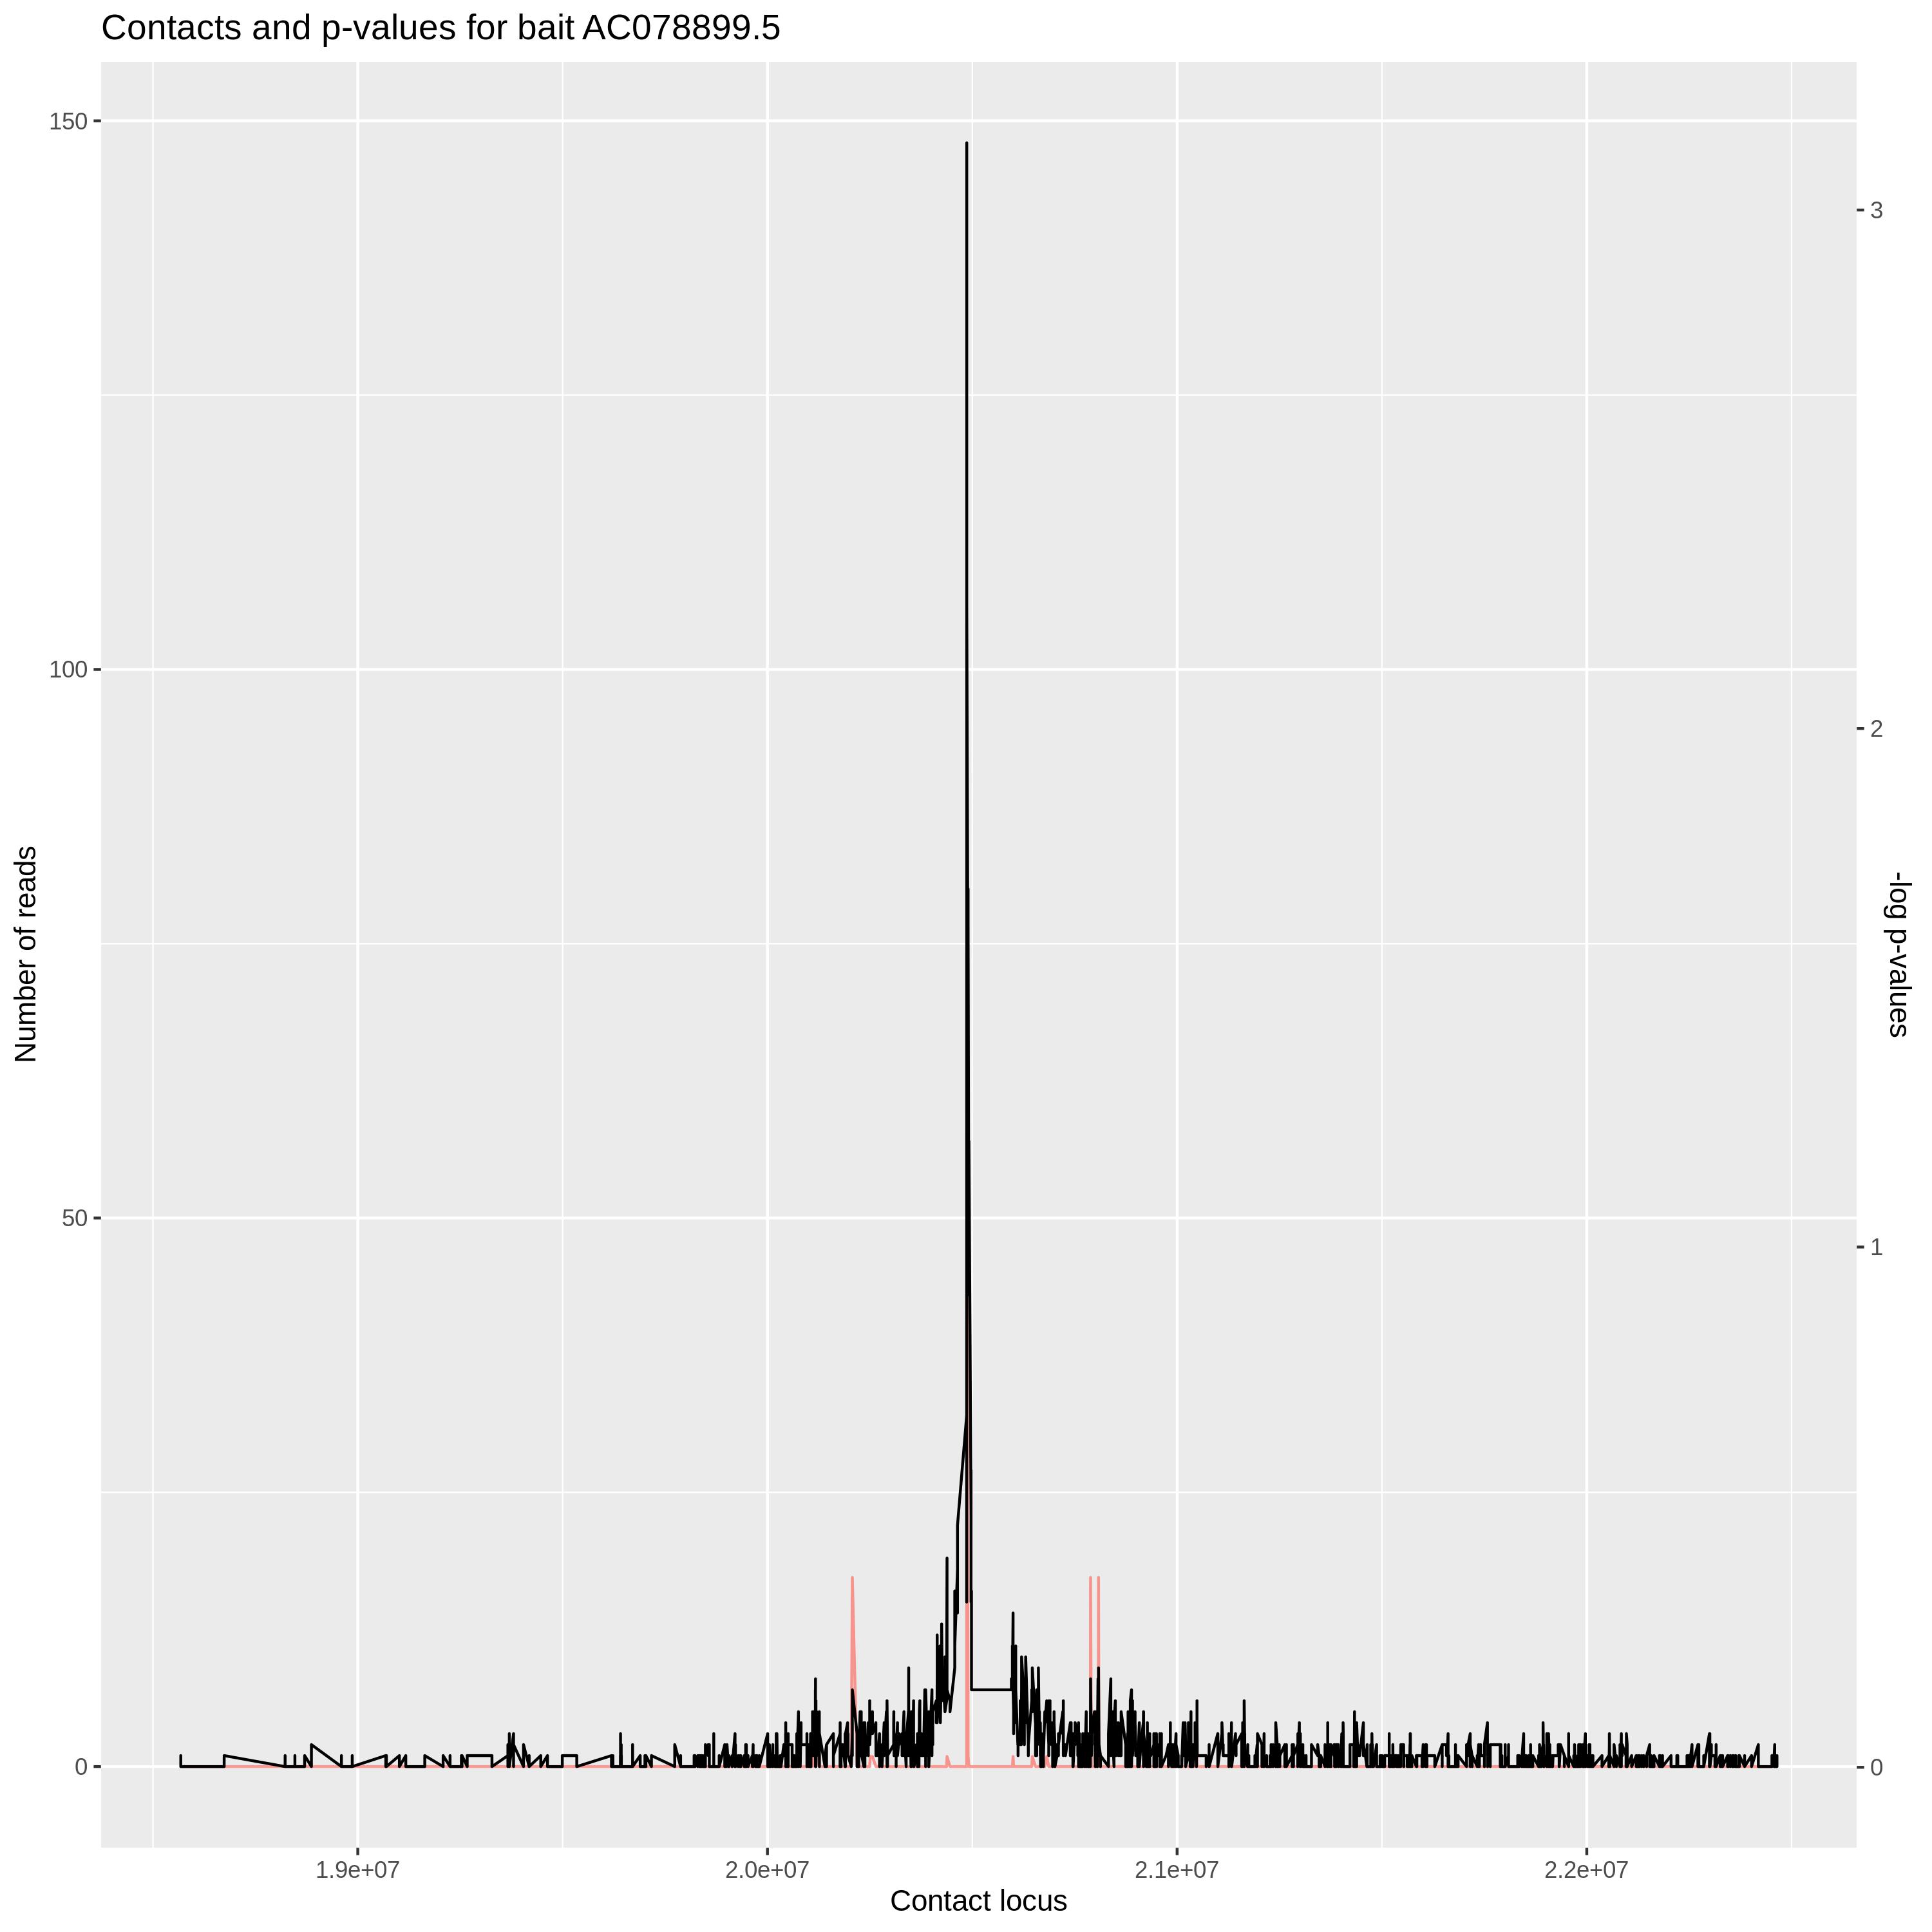 Contacts and p-values for bait AC078899.5
150
100
50
0
Number of reads
3
2
1
0
-log p-values
1.9e+07
2.0e+07
2.1e+07
2.2e+07
Contact locus